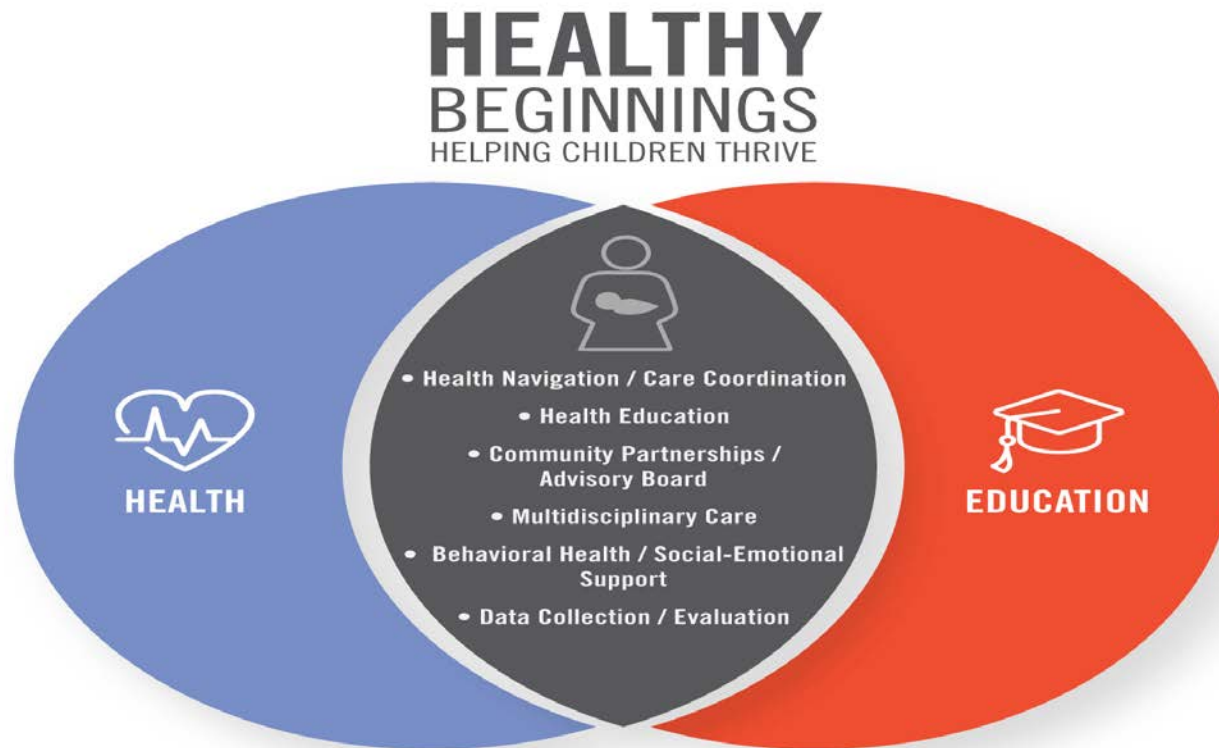 HEALTHY
BEGINNINGS
HELPING CHILDREN THRIVE
HEALTH
• Health Navigation / Care Coordination
• Health Education
• Community Partnerships /
Advisory Board
• Multidisciplinary Care
• Behavioral Health / Social-Emotional
Support
• Data Collection / Evaluation
EDUCATION